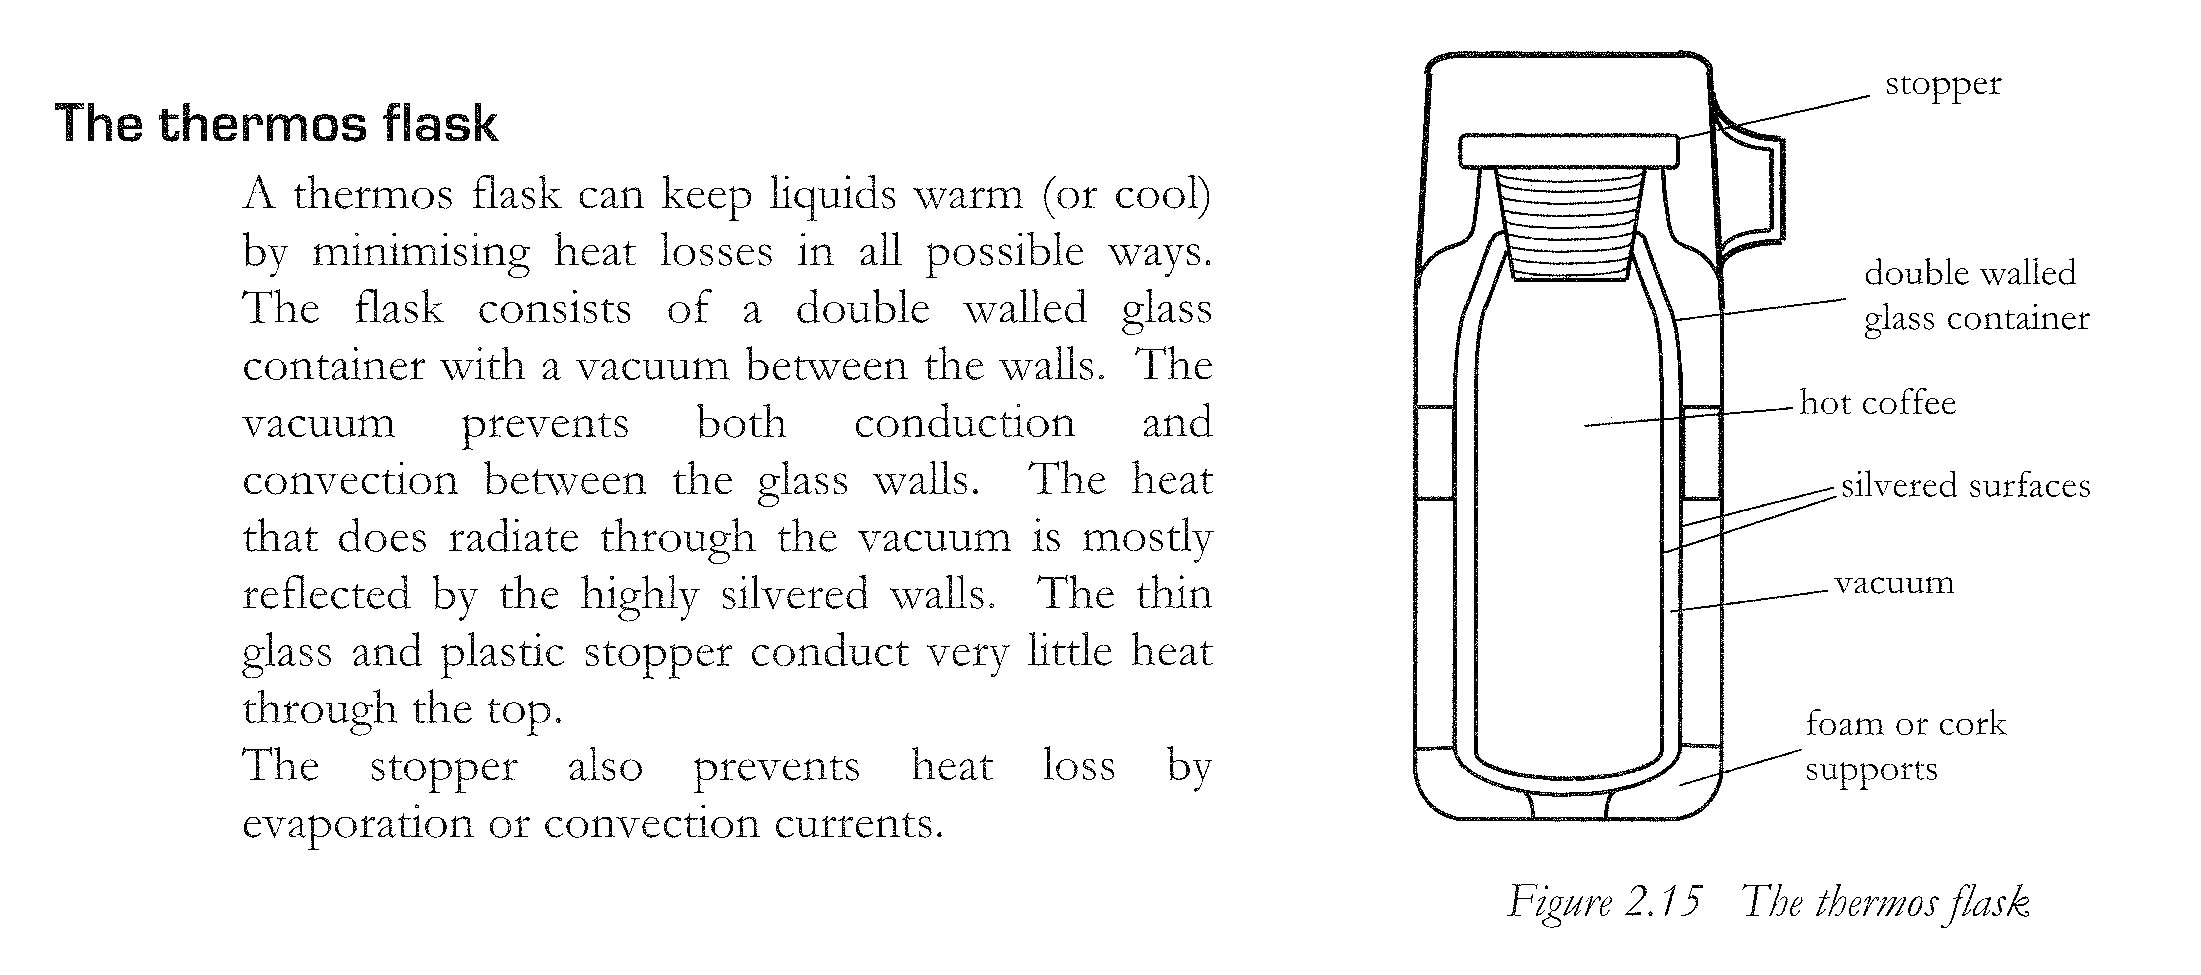 The thermos flask
A thermos flask can keep liquids warm (or cool)
by minimising heat losses in all possible ways.
The flask consists of a double walled glass
container with a vacuum between the walls. The
vacuum prevents both conduction and
convection between the glass walls. The heat
that does radiate through the vacuum is mostly
reflected by the highly silvered walls. The thin
glass and plastic stopper conduct very little heat
through the top.
The stopper also prevents heat loss by
evaporation or convection currents.
stopper
double walled
glass container
hot coffee
silvered surfaces
vacuum
foam or cork
supports
Figure 2.15 The thermos flask